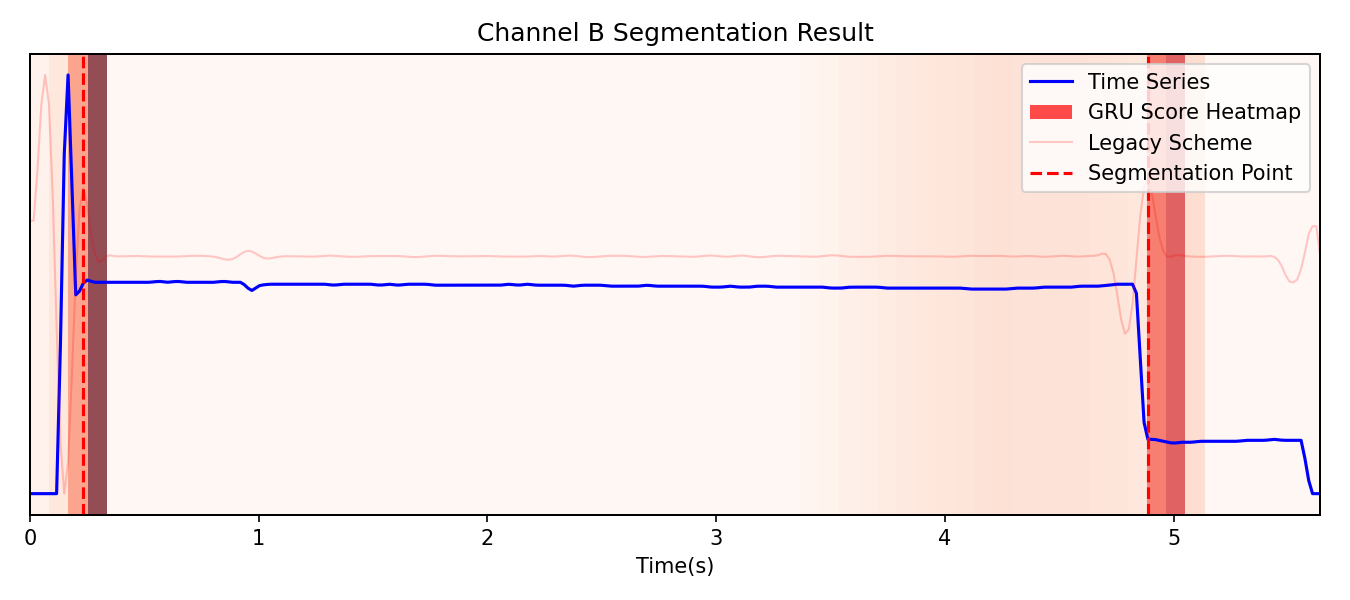 Channel B Segmentation Result
Time Series
GRU Score Heatmap
Legacy Scheme
Segmentation Point
0 1 2 3 4 5
Time(s)